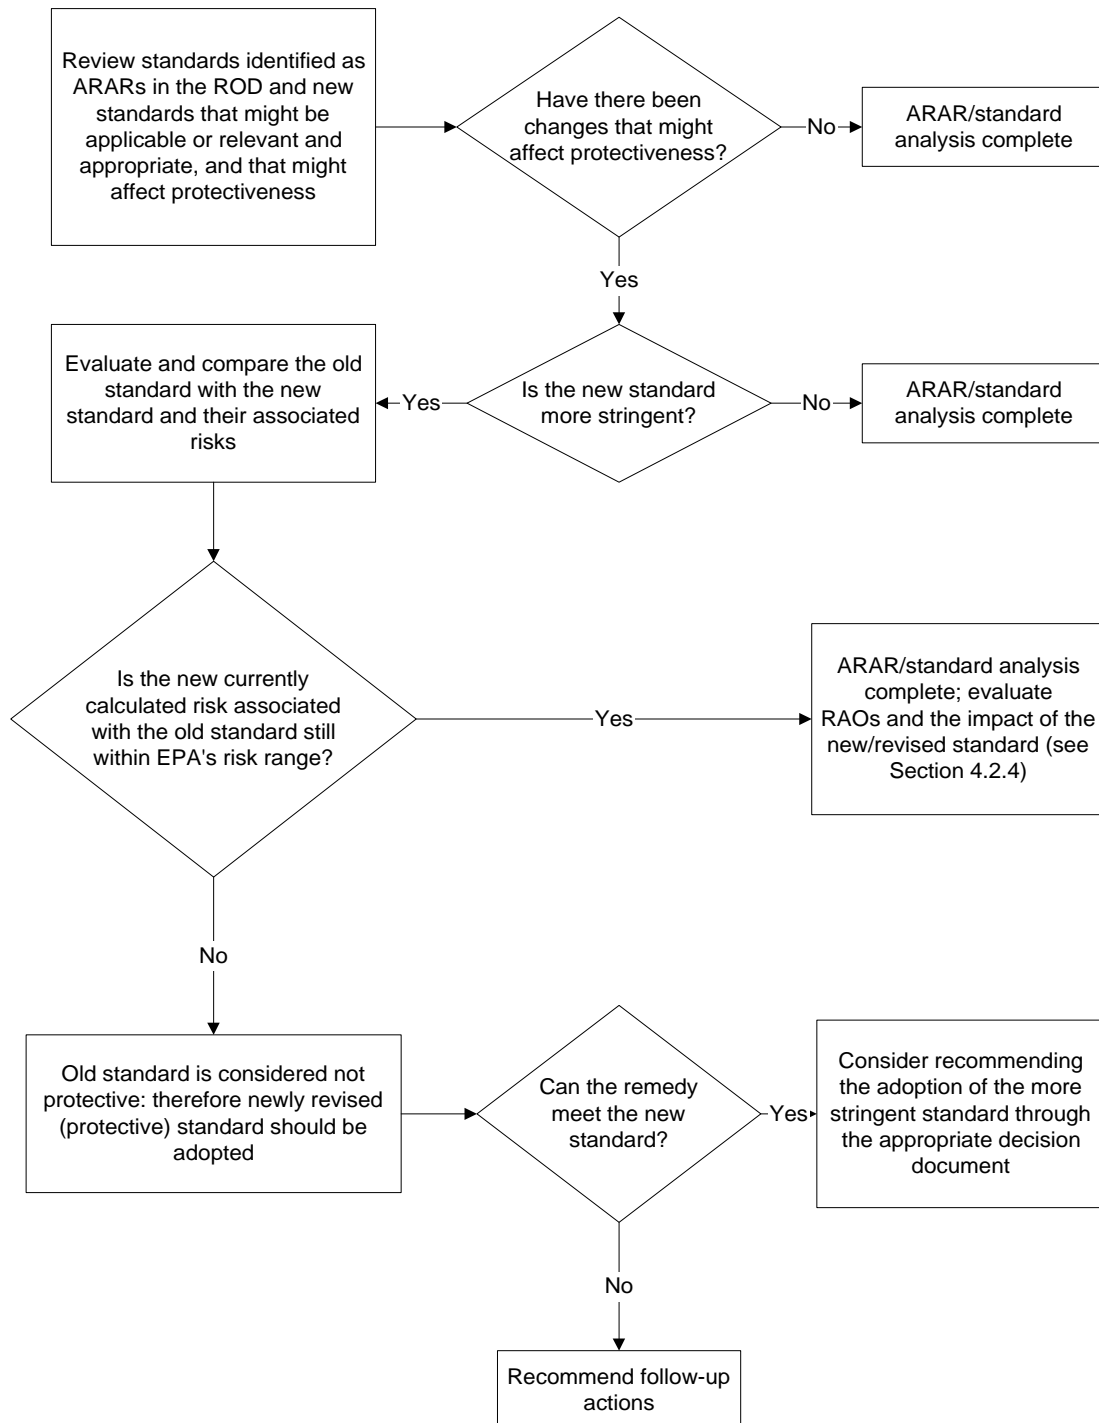 Review standards identified as
ARARs in the ROD and new
standards that might be
applicable or relevant and
appropriate, and that might
affect protectiveness
Have there been
changes that might
affect protectiveness?
No
ARAR/standard
analysis complete
Yes
Is the new standard
more stringent?
No
ARAR/standard
analysis complete
Yes
Evaluate and compare the old
standard with the new
standard and their associated
risks
Is the new currently
calculated risk associated
with the old standard still
within EPA's risk range?
Yes
ARAR/standard analysis
complete; evaluate
RAOs and the impact of the
new/revised standard (see
Section 4.2.4)
No
Old standard is considered not
protective: therefore newly revised
(protective) standard should be
adopted
Can the remedy
meet the new
standard?
Yes
Consider recommending
the adoption of the more
stringent standard through
the appropriate decision
document
No
Recommend follow-up
actions